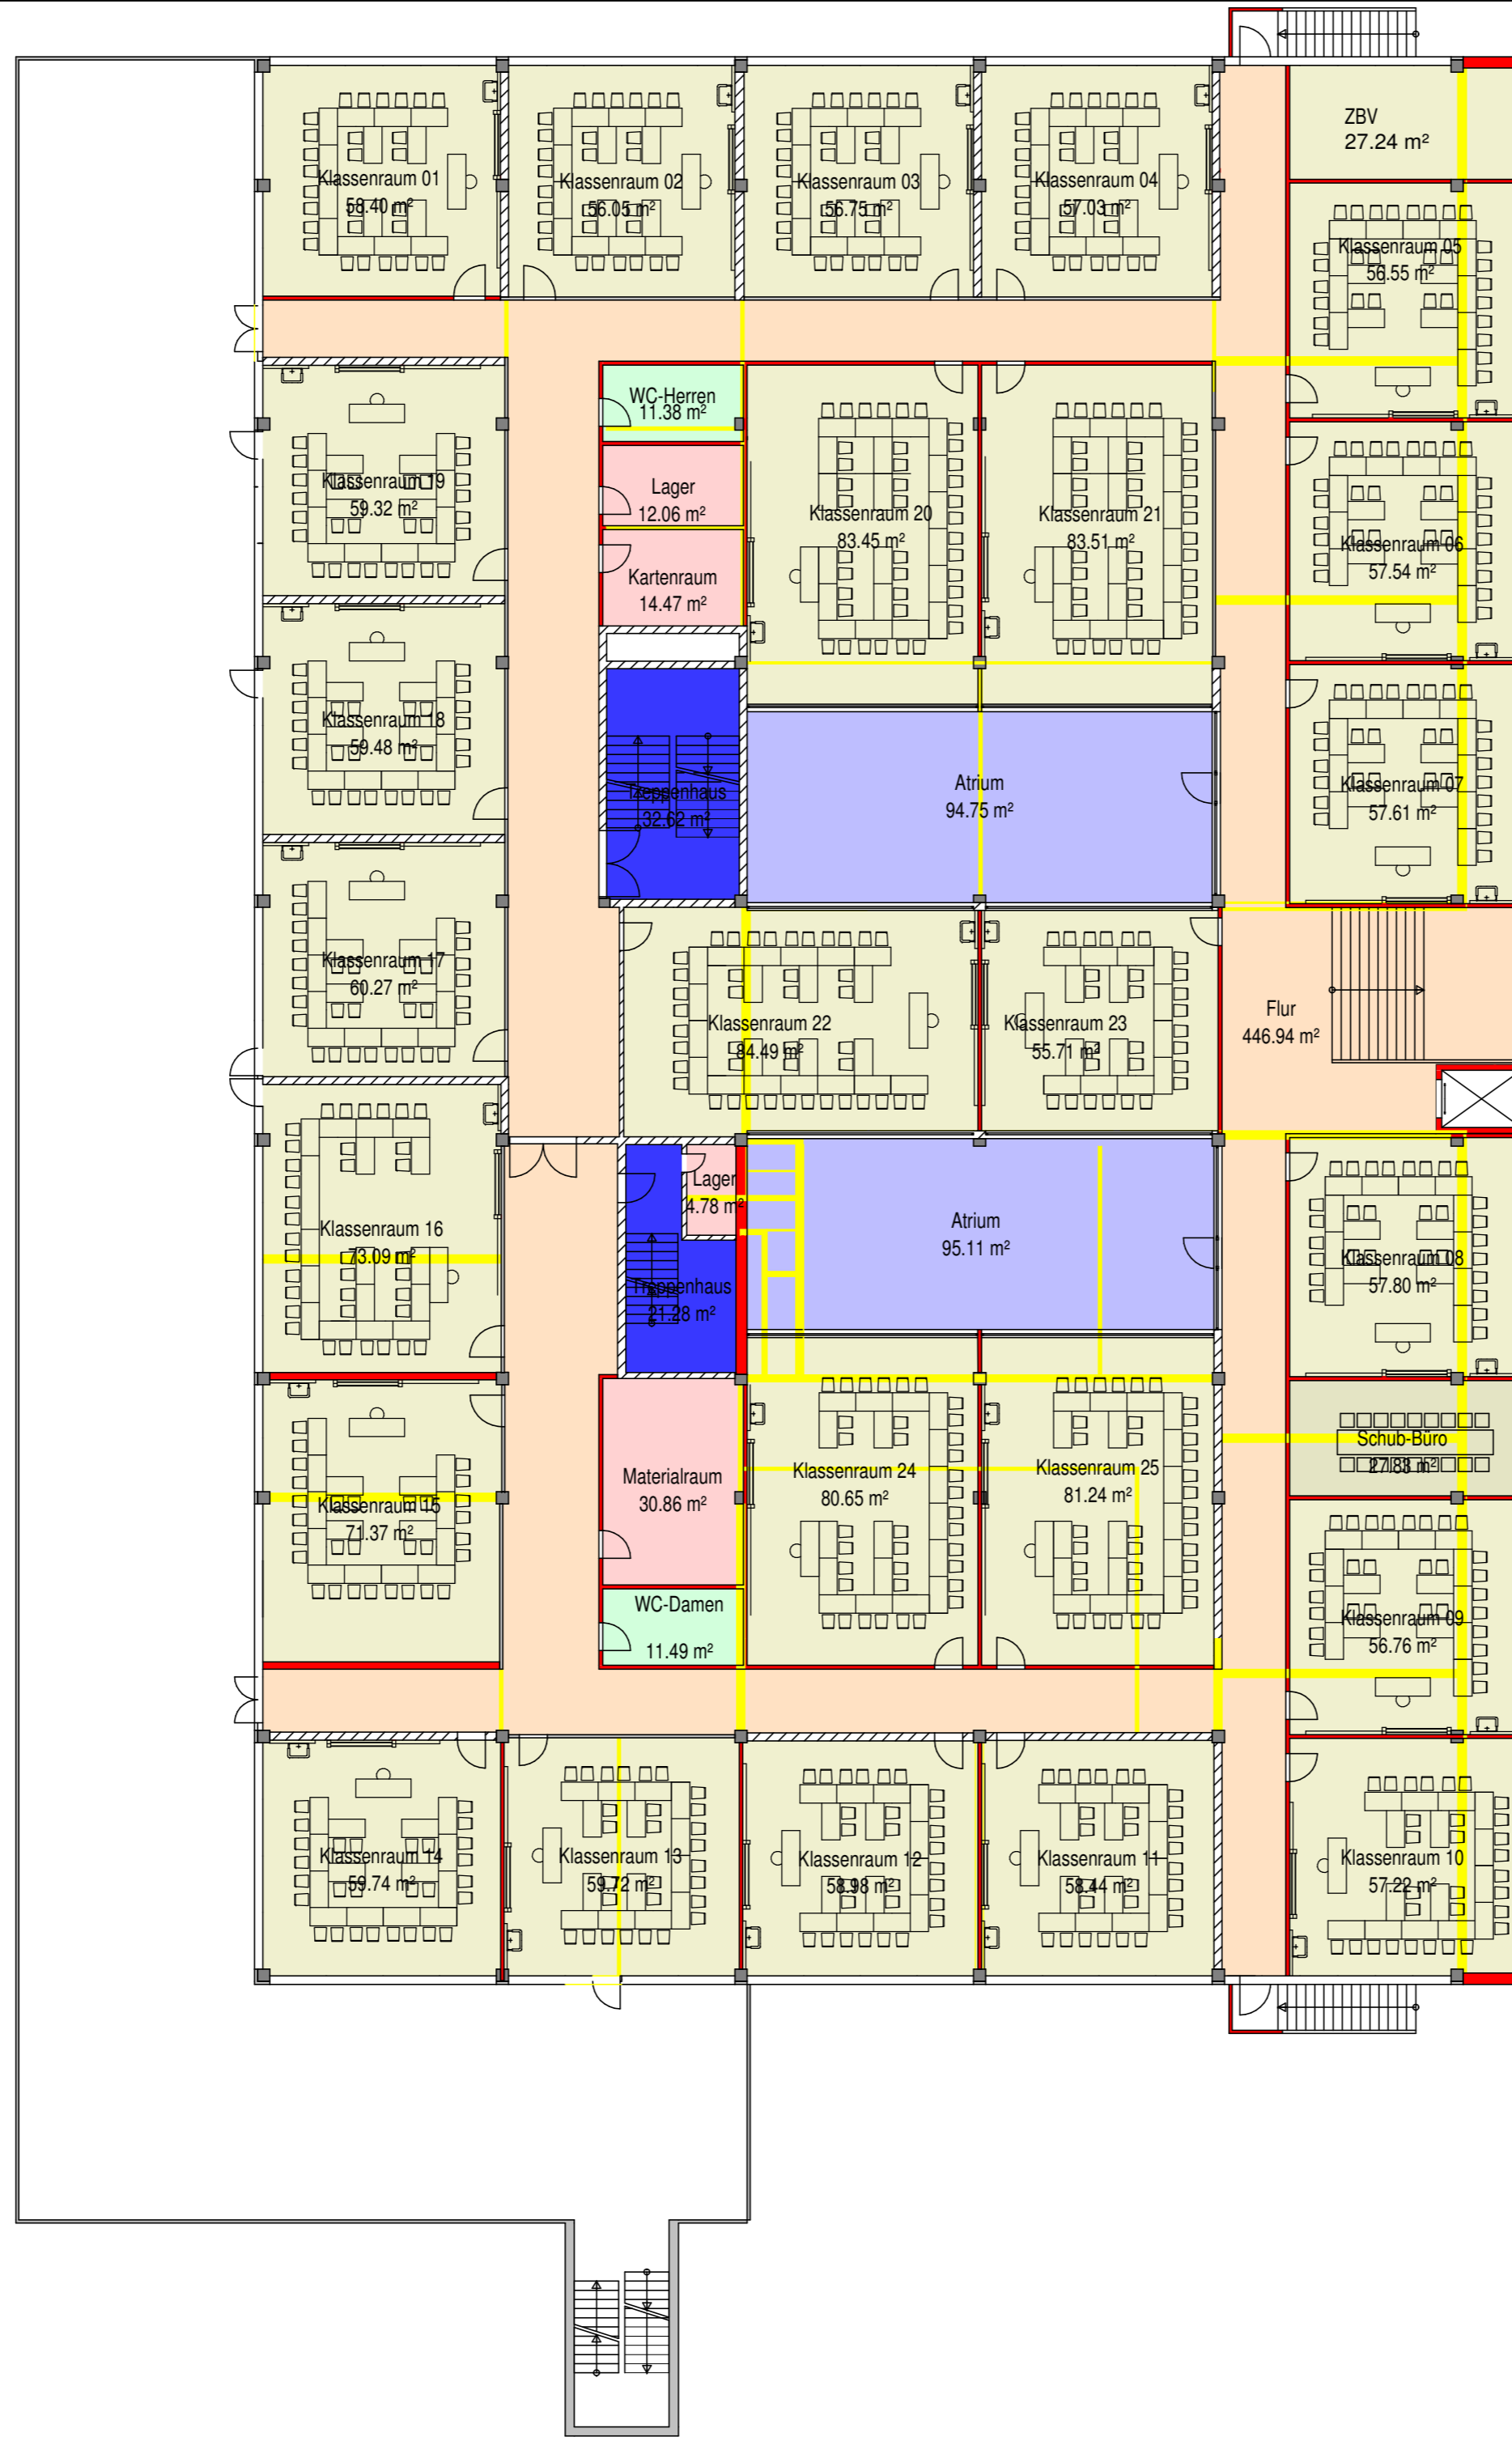 Klassenraum 01
58.40 m²
Klassenraum 02
56.05 m²
Klassenraum 03
56.75 m²
Klassenraum 04
57.03 m²
ZBV
27.24 m²
Klassenraum 05
56.55 m²
WC-Herren
11.38 m²
Lager
12.06 m²
Kartenraum
14.47 m²
Klassenraum 19
59.32 m²
Klassenraum 20
83.45 m²
Klassenraum 21
83.51 m²
Klassenraum 06
57.54 m²
Klassenraum 18
59.48 m²
Treppenhaus
32.62 m²
Atrium
94.75 m²
Klassenraum 07
57.61 m²
Klassenraum 17
60.27 m²
Klassenraum 22
84.49 m²
Klassenraum 23
55.71 m²
Flur
446.94 m²
Klassenraum 16
73.09 m²
Lager
4.78 m²
Treppenhaus
21.28 m²
Atrium
95.11 m²
Klassenraum 08
57.80 m²
Schub-Büro
27.83 m²
Klassenraum 15
71.37 m²
Materialraum
30.86 m²
Klassenraum 24
80.65 m²
Klassenraum 25
81.24 m²
WC-Damen
11.49 m²
Klassenraum 09
56.76 m²
Klassenraum 14
59.74 m²
Klassenraum 13
59.72 m²
Klassenraum 12
58.98 m²
Klassenraum 11
58.44 m²
Klassenraum 10
57.22 m²